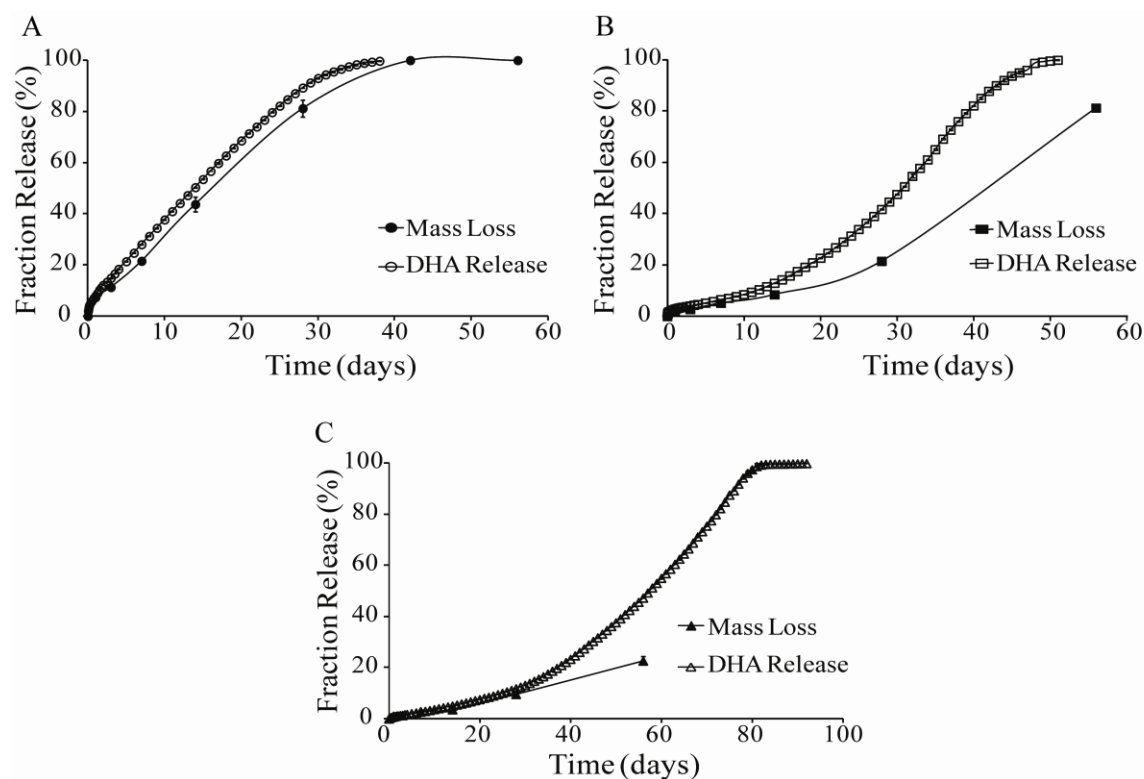 A
Fraction Release (%)
100
80
60
40
20
0
Mass Loss
DHA Release
0 10 20 30 40 50 60
Time (days)
B
Fraction Release (%)
100
80
60
40
20
0
Mass Loss
DHA Release
0 10 20 30 40 50 60
Time (days)
C
Fraction Release (%)
100
80
60
40
20
0
Mass Loss
DHA Release
0 20 40 60 80 100
Time (days)